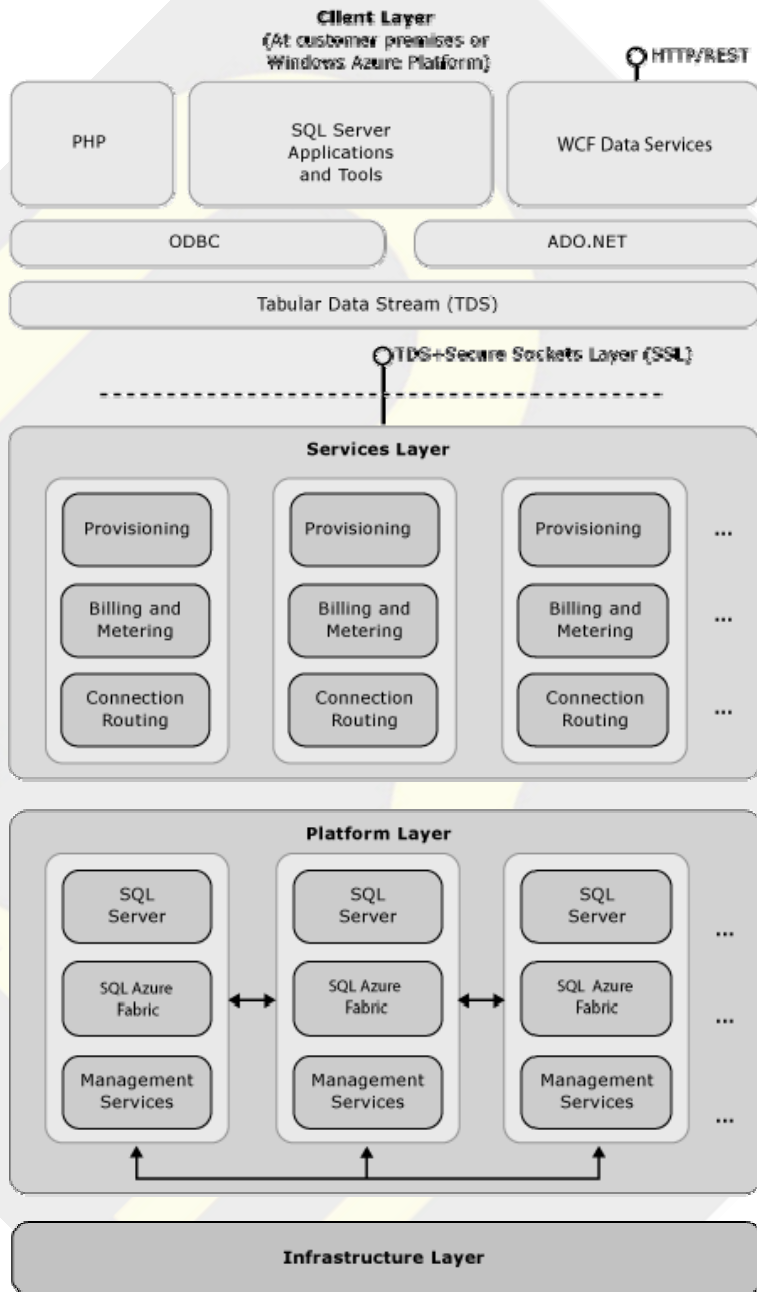 Client Layer
(At customer premises or
Windows Azure Platform)
HTTP/REST
PHP
SQL Server
Applications
and Tools
WCF Data Services
ODBC
ADO.NET
Tabular Data Stream (TDS)
TDS+Secure Sockets Layer (SSL)
Services Layer
Provisioning
Provisioning
Provisioning
...
Billing and
Metering
Billing and
Metering
Billing and
Metering
...
Connection
Routing
Connection
Routing
Connection
Routing
...
Platform Layer
SQL
Server
SQL
Server
SQL
Server
...
SQL Azure
Fabric
SQL Azure
Fabric
SQL Azure
Fabric
...
Management
Services
Management
Services
Management
Services
...
Infrastructure Layer